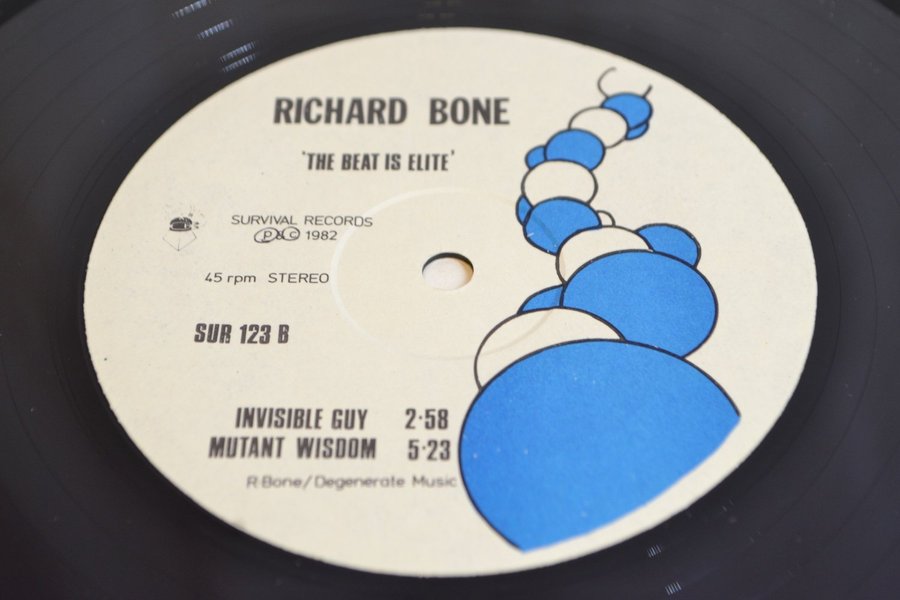 RICHARD BONE
'THE BEAT IS ELITE'
SURVIVAL RECORDS
Ⓟ&Ⓒ 1982
45 rpm STEREO
SUR 123 B
INVISIBLE GUY 2·58
MUTANT WISDOM 5·23
R·Bone/Degenerate Music